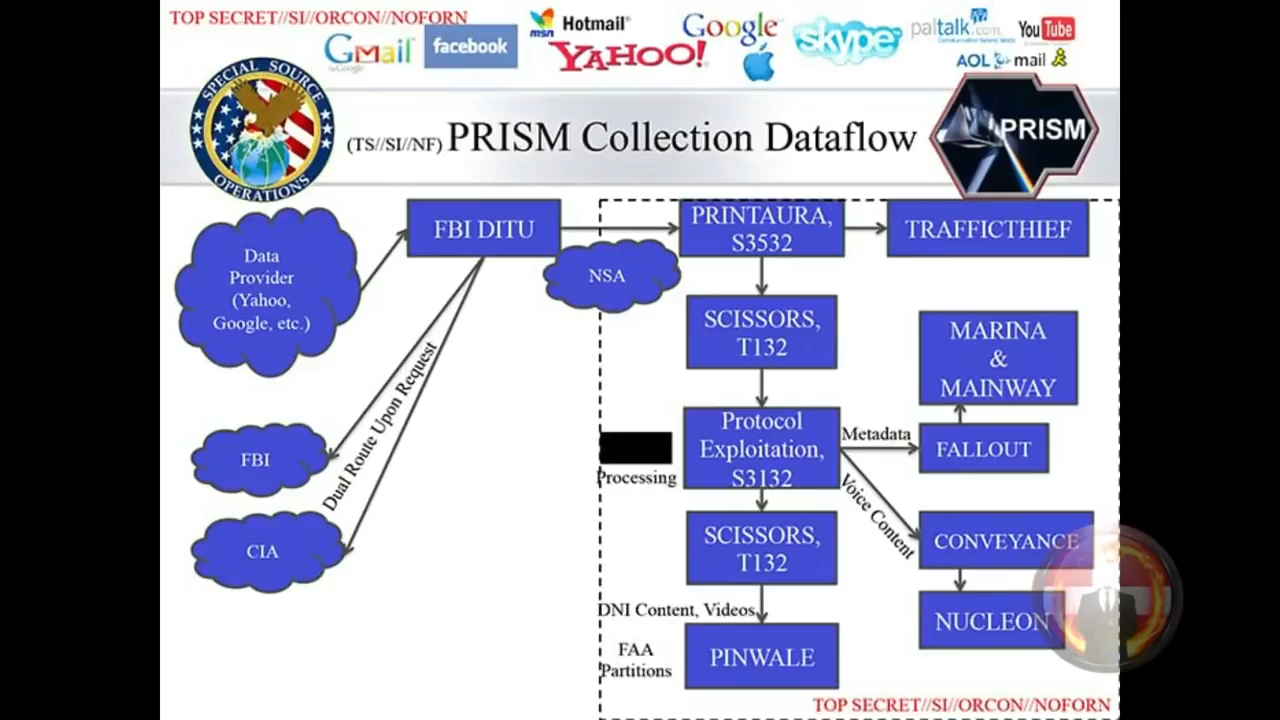 TOP SECRET//SI//ORCON//NOFORN
Gmail
by Google
facebook
msn
Hotmail
YAHOO!
Google
skype
paltalk.com
YouTube
AOL mail
SPECIAL SOURCE OPERATIONS
(TS//SI//NF) PRISM Collection Dataflow
PRISM
Data
Provider
(Yahoo,
Google, etc.)
FBI DITU
NSA
PRINTAURA,
S3532
TRAFFICTHIEF
SCISSORS,
T132
MARINA
&
MAINWAY
Dual Route Upon Request
FBI
CIA
Processing
Protocol
Exploitation,
S3132
Metadata
FALLOUT
Voice Content
SCISSORS,
T132
CONVEYANCE
NUCLEON
DNI Content, Videos
FAA
Partitions
PINWALE
TOP SECRET//SI//ORCON//NOFORN